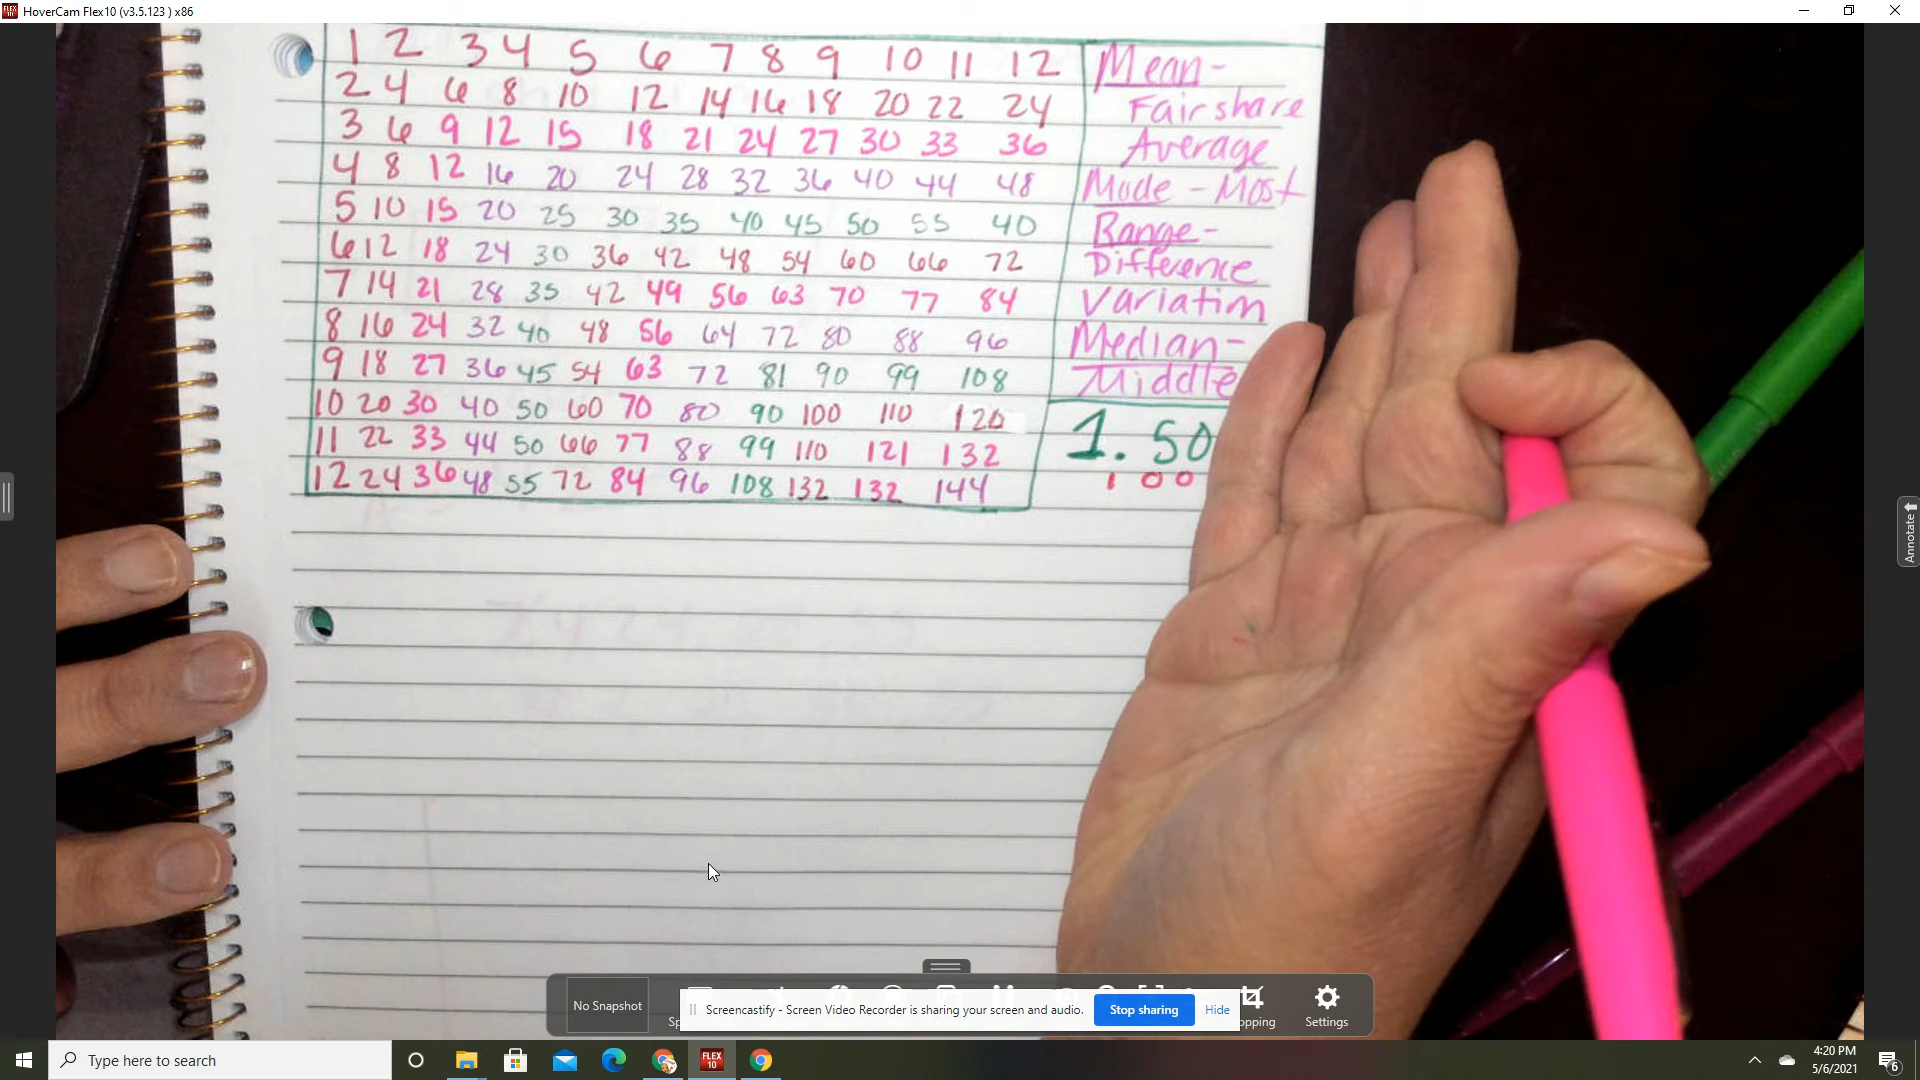 HoverCam Flex10 (v3.5.123 ) x86
1 2 3 4 5 6 7 8 9 10 11 12
2 4 6 8 10 12 14 16 18 20 22 24
3 6 9 12 15 18 21 24 27 30 33 36
4 8 12 16 20 24 28 32 36 40 44 48
5 10 15 20 25 30 35 40 45 50 55 40
6 12 18 24 30 36 42 48 54 60 66 72
7 14 21 28 35 42 49 56 63 70 77 84
8 16 24 32 40 48 56 64 72 80 88 96
9 18 27 36 45 54 63 72 81 90 99 108
10 20 30 40 50 60 70 80 90 100 110 120
11 22 33 44 50 66 77 88 99 110 121 132
12 24 36 48 55 72 84 96 108 132 132 144
Mean-
Fair share
Average
Mode - Most
Range-
Difference
Variation
Median-
Middle
1.50
100
Annotate
No Snapshot
Screencastify - Screen Video Recorder is sharing your screen and audio.
Stop sharing
Hide
Settings
FLEX
10
Type here to search
4:20 PM
5/6/2021
6